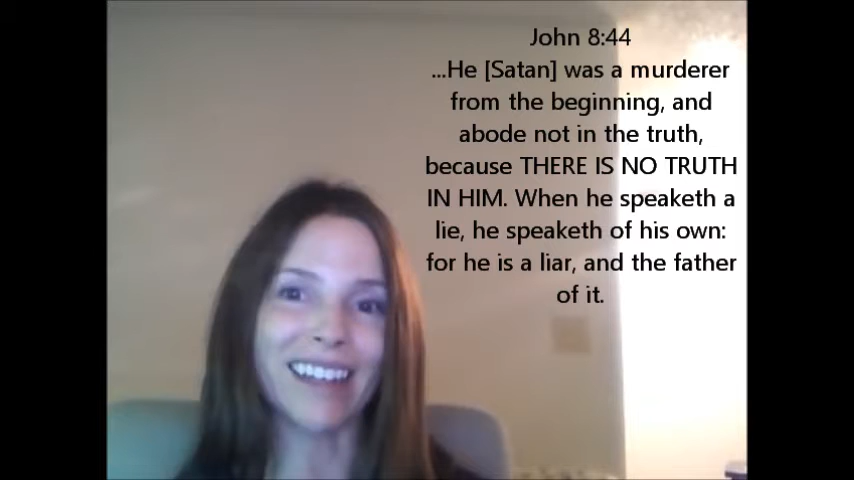 John 8:44
...He [Satan] was a murderer
from the beginning, and
abode not in the truth,
because THERE IS NO TRUTH
IN HIM. When he speaketh a
lie, he speaketh of his own:
for he is a liar, and the father
of it.